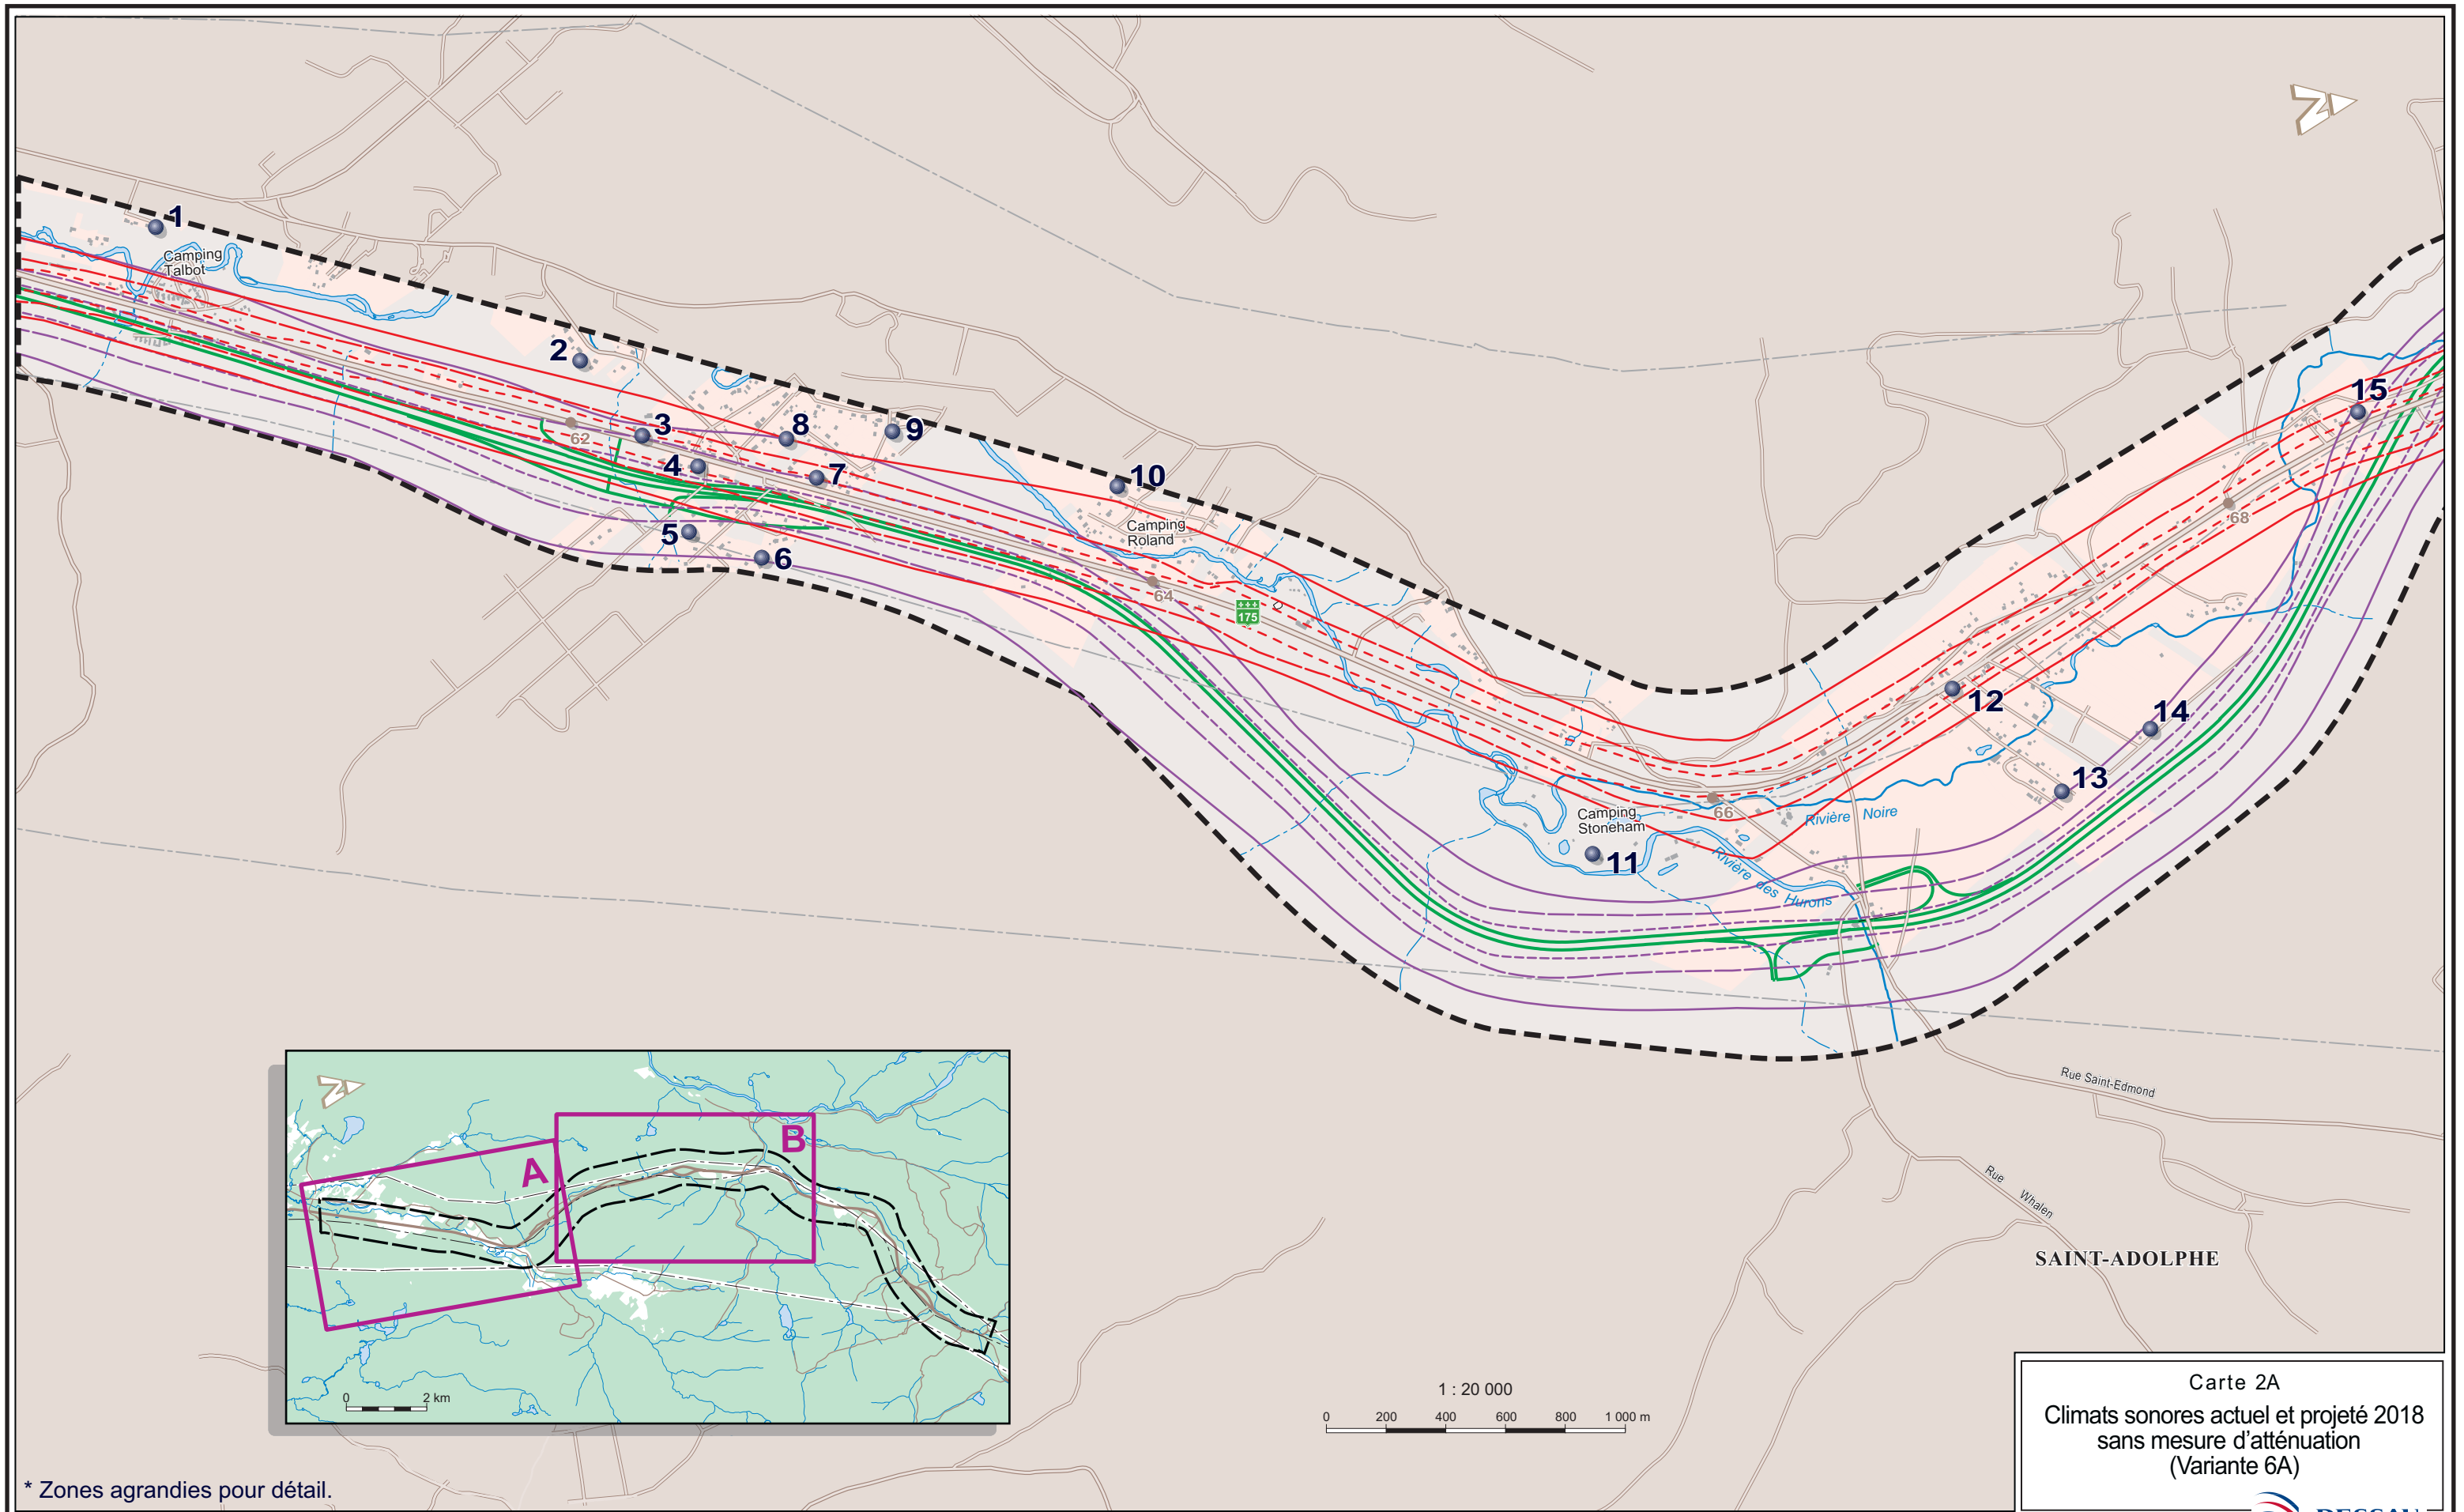 1
Camping
Talbot
2
62
3
4
8
9
7
5
6
10
Camping
Roland
64
175
15
68
12
14
13
66
Camping
Stoneham
11
Rivière Noire
Rivière des Hurons
Rue Saint-Edmond
Rue Whalen
SAINT-ADOLPHE
N
N
A
B
0 2 km
1 : 20 000
0 200 400 600 800 1 000 m
Carte 2A
Climats sonores actuel et projeté 2018
sans mesure d'atténuation
(Variante 6A)
* Zones agrandies pour détail.